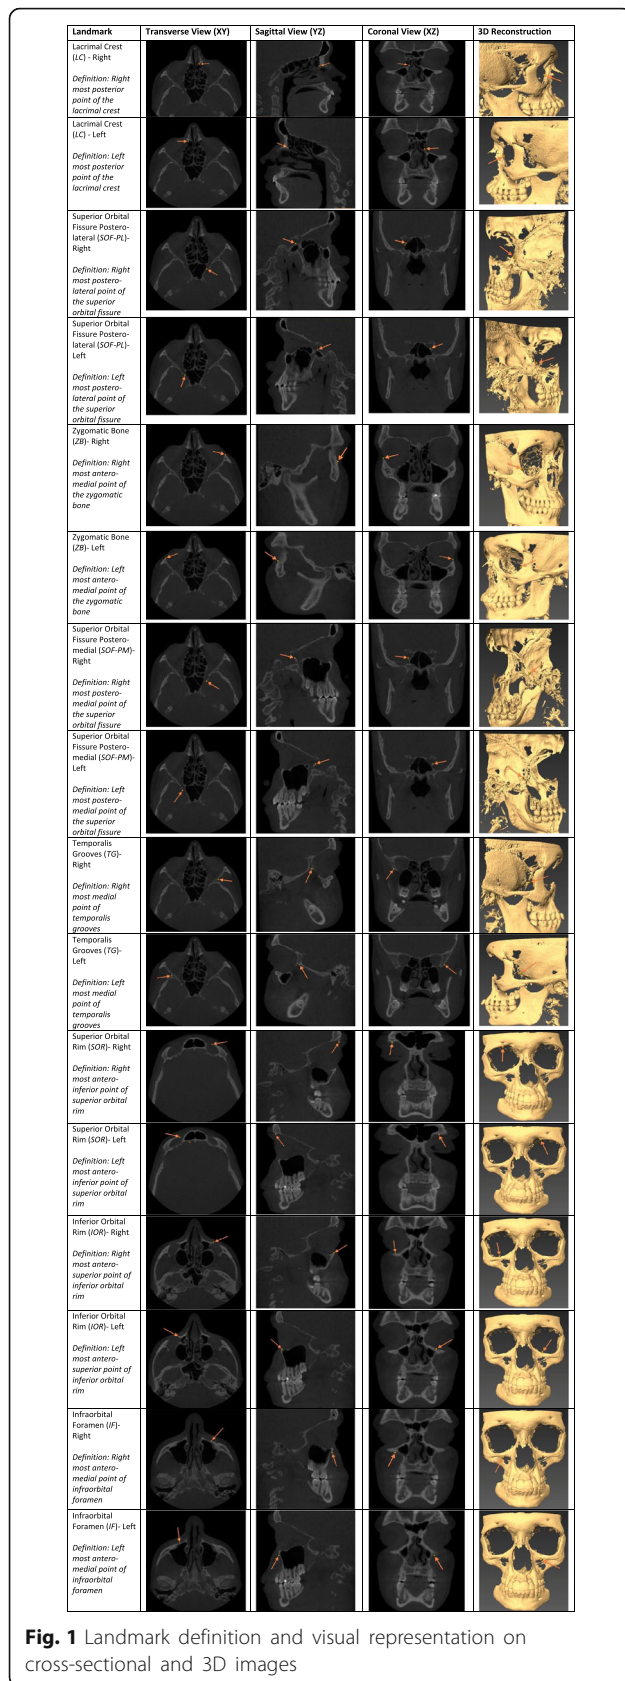 Landmark Transverse View (XY) Sagittal View (YZ) Coronal View (XZ) 3D Reconstruction
Lacrimal Crest
(LC) - Right
Definition: Right
most posterior
point of the
lacrimal crest
Lacrimal Crest
(LC) - Left
Definition: Left
most posterior
point of the
lacrimal crest
Superior Orbital
Fissure Postero-
lateral (SOF-PL)-
Right
Definition: Right
most postero-
lateral point of
the superior
orbital fissure
Superior Orbital
Fissure Postero-
lateral (SOF-PL)-
Left
Definition: Left
most postero-
lateral point of
the superior
orbital fissure
Zygomatic Bone
(ZB)- Right
Definition: Right
most antero-
medial point of
the zygomatic
bone
Zygomatic Bone
(ZB)- Left
Definition: Left
most antero-
medial point of
the zygomatic
bone
Superior Orbital
Fissure Postero-
medial (SOF-PM)-
Right
Definition: Right
most postero-
medial point of
the superior
orbital fissure
Superior Orbital
Fissure Postero-
medial (SOF-PM)-
Left
Definition: Left
most postero-
medial point of
the superior
orbital fissure
Temporalis
Grooves (TG)-
Right
Definition: Right
most medial
point of
temporalis
grooves
Temporalis
Grooves (TG)-
Left
Definition: Left
most medial
point of
temporalis
grooves
Superior Orbital
Rim (SOR)- Right
Definition: Right
most antero-
inferior point of
superior orbital
rim
Superior Orbital
Rim (SOR)- Left
Definition: Left
most antero-
inferior point of
superior orbital
rim
Inferior Orbital
Rim (IOR)- Right
Definition: Right
most antero-
superior point of
inferior orbital
rim
Inferior Orbital
Rim (IOR)- Left
Definition: Left
most antero-
superior point of
inferior orbital
rim
Infraorbital
Foramen (IF)-
Right
Definition: Right
most antero-
medial point of
infraorbital
foramen
Infraorbital
Foramen (IF)- Left
Definition: Left
most antero-
medial point of
infraorbital
foramen
Fig. 1 Landmark definition and visual representation on
cross-sectional and 3D images